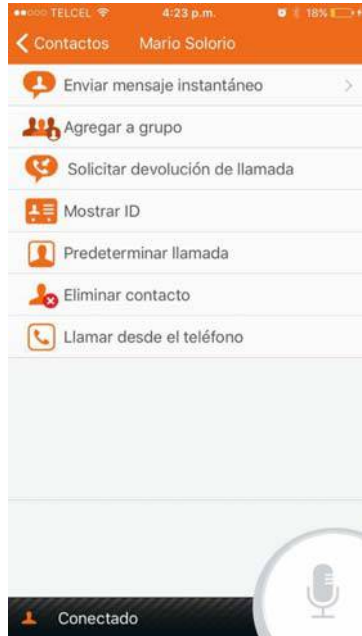 TELCEL 4:23 p.m. 18%
Contactos Mario Solorio
Enviar mensaje instantáneo
Agregar a grupo
Solicitar devolución de llamada
Mostrar ID
Predeterminar llamada
Eliminar contacto
Llamar desde el teléfono
Conectado